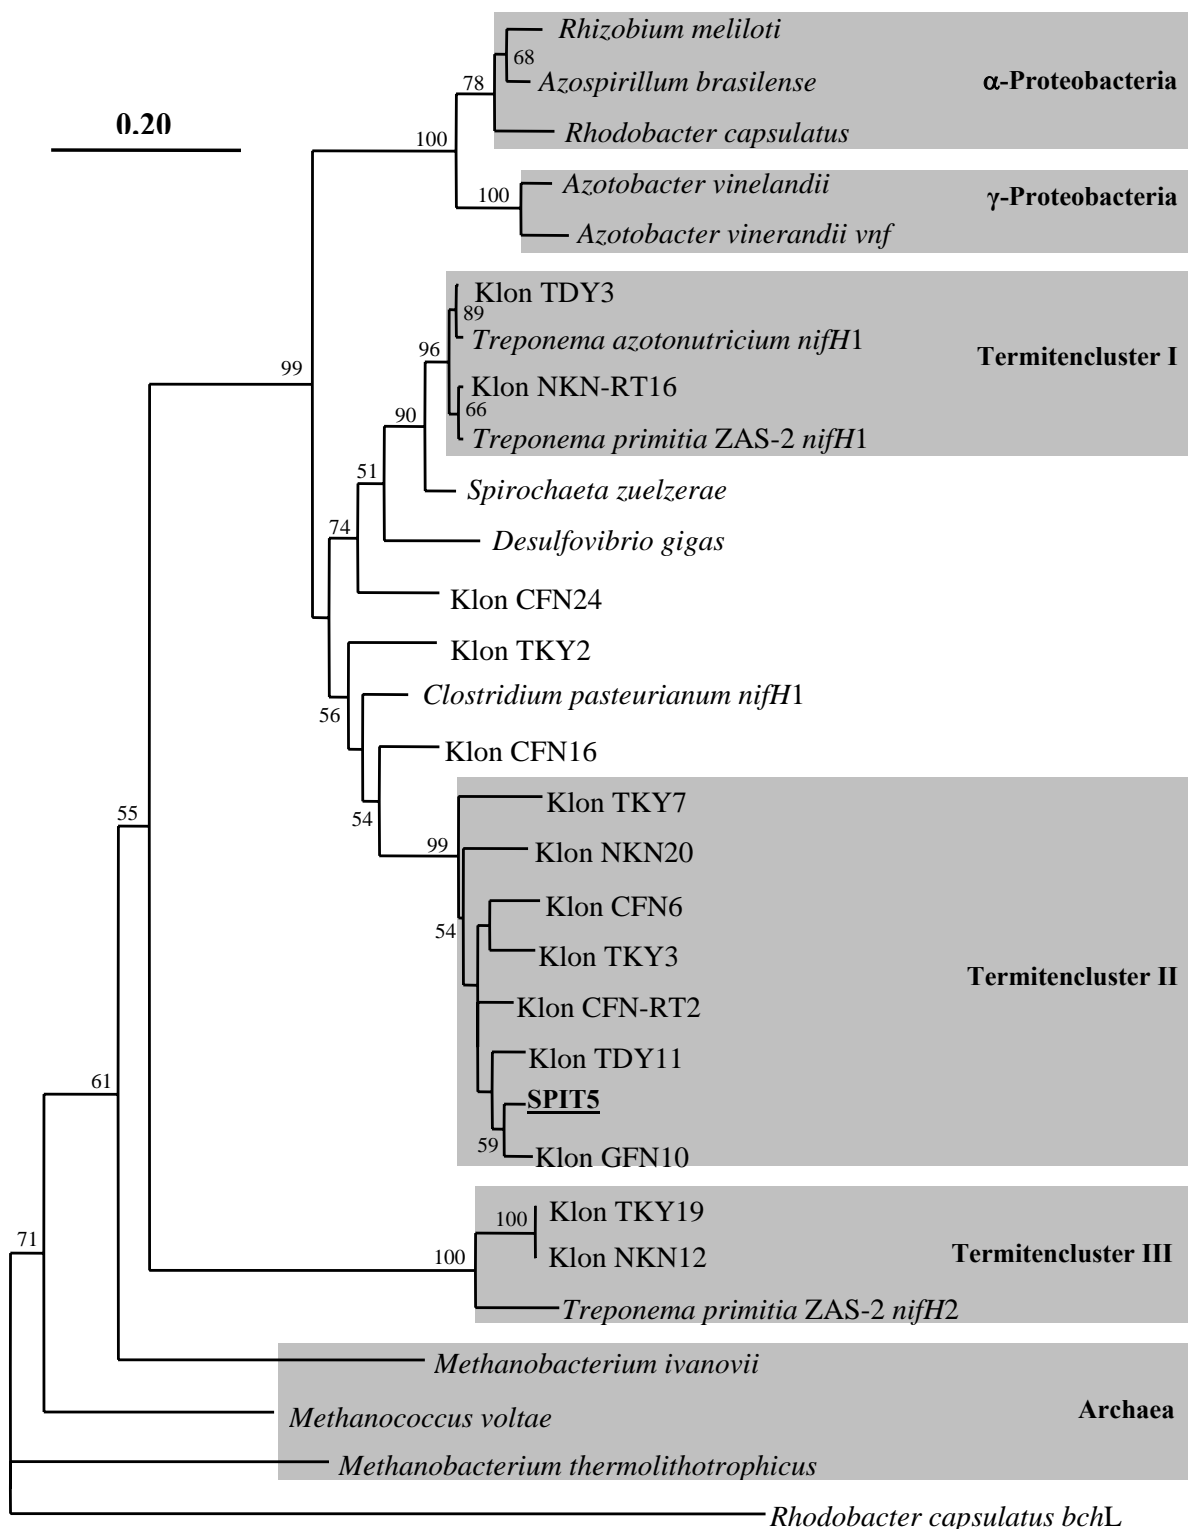 Rhizobium meliloti
68
Azospirillum brasilense
78
α-Proteobacteria
0.20
Rhodobacter capsulatus
100
Azotobacter vinelandii
100
γ-Proteobacteria
Azotobacter vinerandii vnf
Klon TDY3
89
Treponema azotonutricium nifH1
96
Termitencluster I
99
Klon NKN-RT16
66
90
Treponema primitia ZAS-2 nifH1
51
Spirochaeta zuelzerae
74
Desulfovibrio gigas
Klon CFN24
Klon TKY2
Clostridium pasteurianum nifH1
56
Klon CFN16
Klon TKY7
55
54
99
Klon NKN20
Klon CFN6
54
Klon TKY3
Termitencluster II
Klon CFN-RT2
Klon TDY11
61
SPIT5
59
Klon GFN10
Klon TKY19
100
71
100
Klon NKN12
Termitencluster III
Treponema primitia ZAS-2 nifH2
Methanobacterium ivanovii
Methanococcus voltae
Archaea
Methanobacterium thermolithotrophicus
Rhodobacter capsulatus bchL